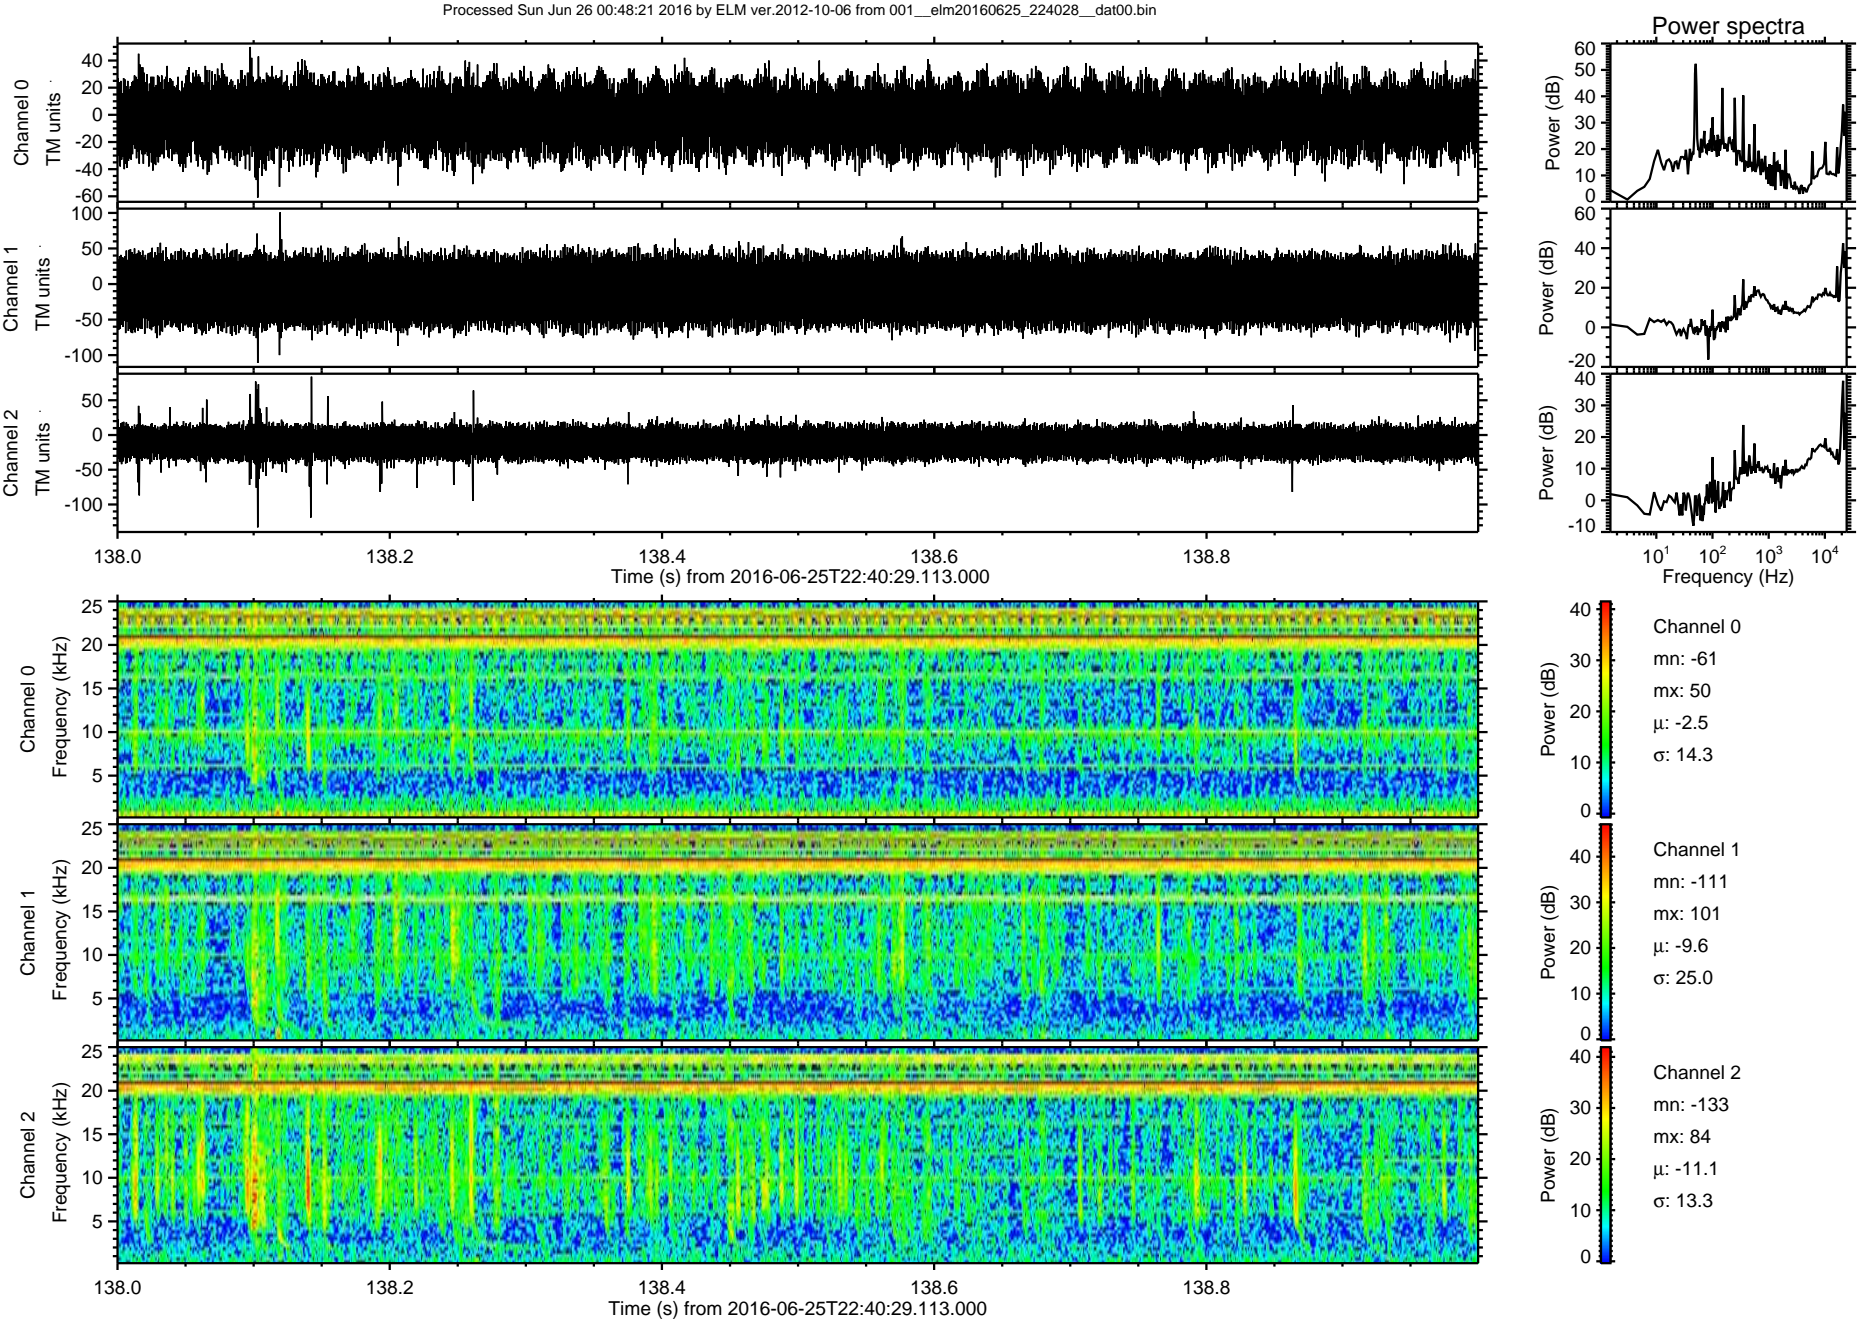 Processed Sun Jun 26 00:48:21 2016 by ELM ver.2012-10-06 from 001__elm20160625_224028__dat00.bin
Power spectra
Channel 0
TM units
40
20
0
-20
-40
-60
Power (dB)
60
50
40
30
20
10
0
Channel 1
TM units
100
50
0
-50
-100
Power (dB)
60
40
20
0
-20
Channel 2
TM units
50
0
-50
-100
Power (dB)
40
30
20
10
0
-10
138.0 138.2 138.4 138.6 138.8
Time (s) from 2016-06-25T22:40:29.113.000
10¹ 10² 10³ 10⁴
Frequency (Hz)
Channel 0
Frequency (kHz)
25
20
15
10
5
Power (dB)
40
30
20
10
0
Channel 0
mn: -61
mx: 50
μ: -2.5
σ: 14.3
Channel 1
Frequency (kHz)
25
20
15
10
5
Power (dB)
40
30
20
10
0
Channel 1
mn: -111
mx: 101
μ: -9.6
σ: 25.0
Channel 2
Frequency (kHz)
25
20
15
10
5
Power (dB)
40
30
20
10
0
Channel 2
mn: -133
mx: 84
μ: -11.1
σ: 13.3
138.0 138.2 138.4 138.6 138.8
Time (s) from 2016-06-25T22:40:29.113.000